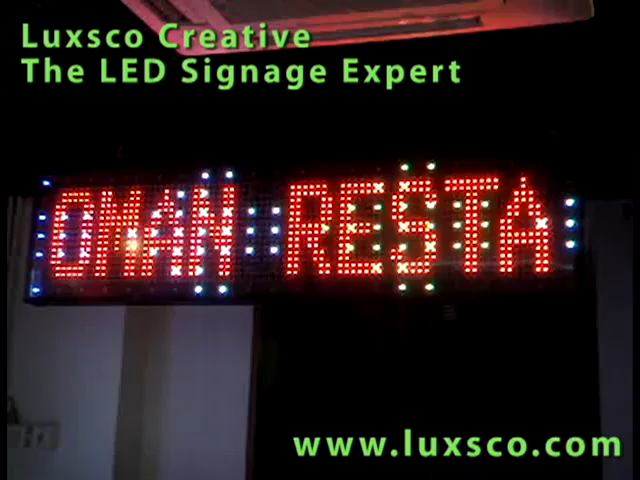 Luxsco Creative
The LED Signage Expert
OMAN RESTA
www.luxsco.com